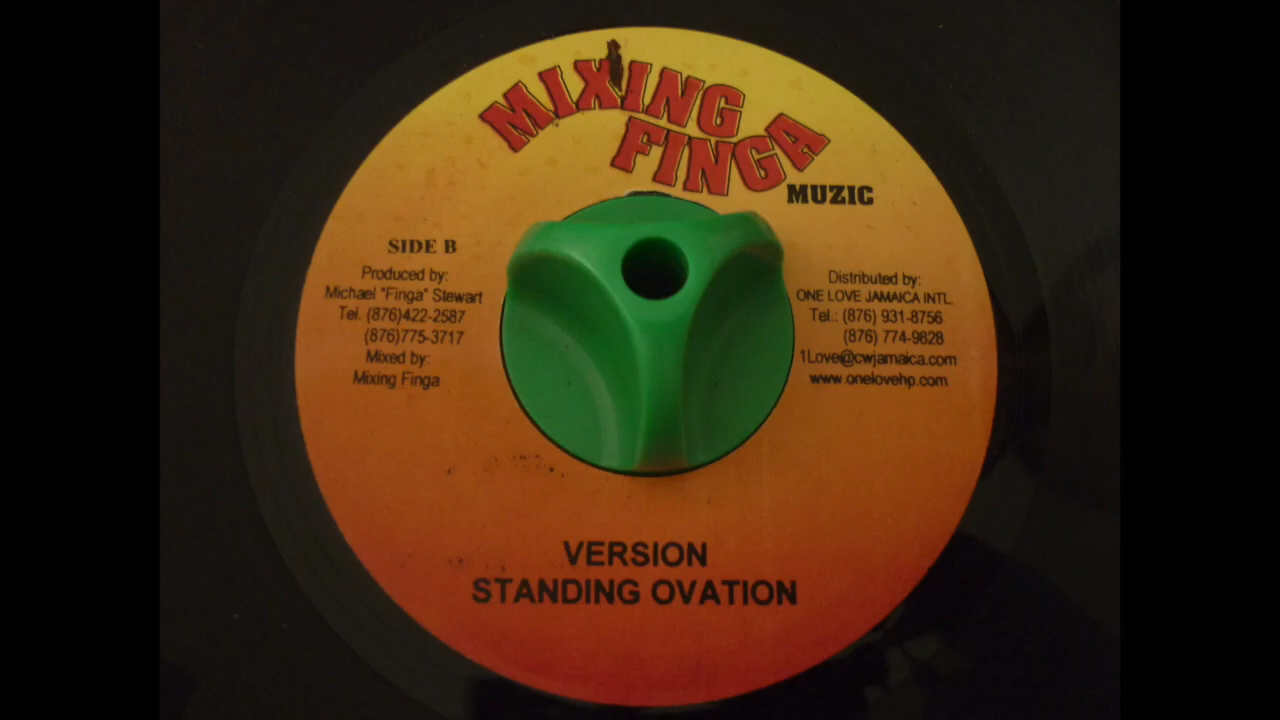 MIXING
FINGA
MUZIC
SIDE B
Produced by:
Michael "Finga" Stewart
Tel. (876)422-2587
(876)775-3717
Mixed by:
Mixing Finga
Distributed by:
ONE LOVE JAMAICA INTL.
Tel.: (876) 931-8756
(876) 774-9828
1Love@cwjamaica.com
www.onelovehp.com
VERSION
STANDING OVATION